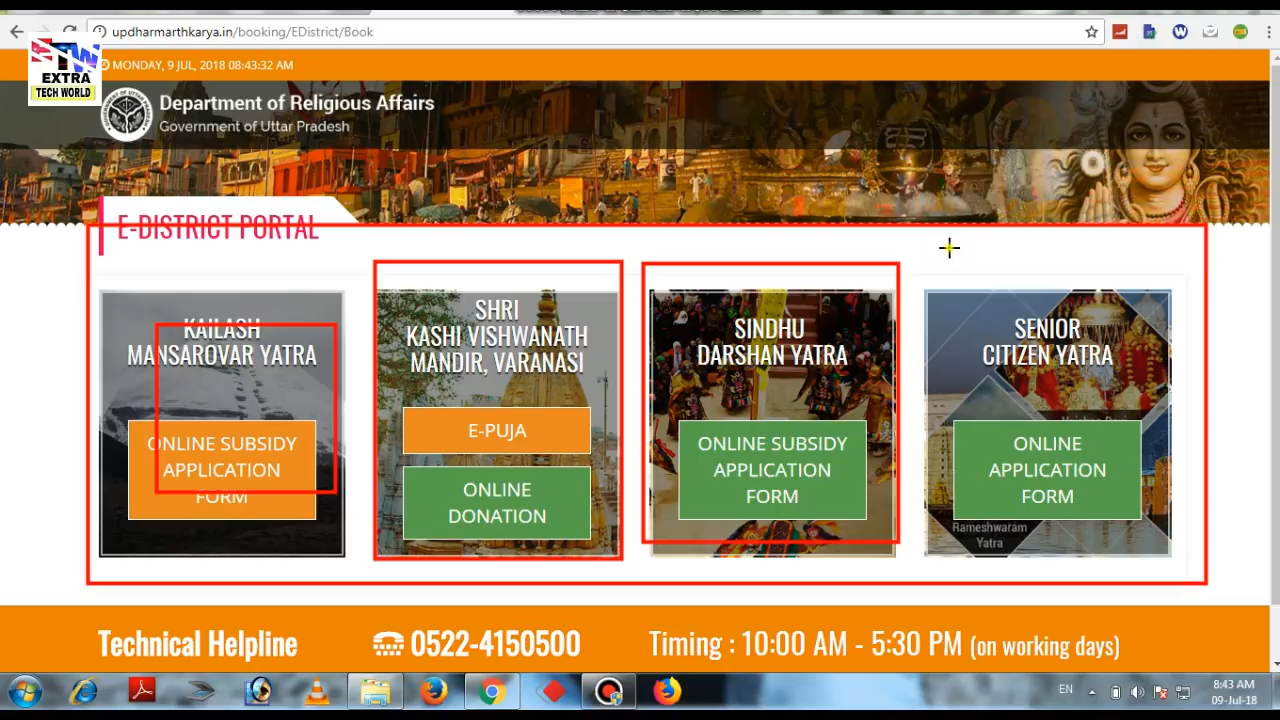 updharmarthkarya.in/booking/EDistrict/Book
STW
EXTRA
TECH WORLD
MONDAY, 9 JUL, 2018 08:43:32 AM
Department of Religious Affairs
Government of Uttar Pradesh
E-DISTRICT PORTAL
KAILASH
MANSAROVAR YATRA
ONLINE SUBSIDY
APPLICATION
FORM
SHRI
KASHI VISHWANATH
MANDIR, VARANASI
E-PUJA
ONLINE
DONATION
SINDHU
DARSHAN YATRA
ONLINE SUBSIDY
APPLICATION
FORM
SENIOR
CITIZEN YATRA
ONLINE
APPLICATION
FORM
Rameshwaram
Yatra
Technical Helpline
0522-4150500
Timing : 10:00 AM - 5:30 PM (on working days)
EN
8:43 AM
09-Jul-18